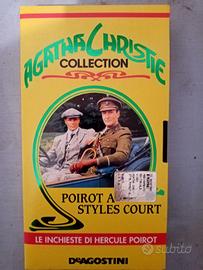 AGATHA CHRISTIE
COLLECTION
POIROT A
STYLES COURT
LE INCHIESTE DI HERCULE POIROT
DEAGOSTINI
subito